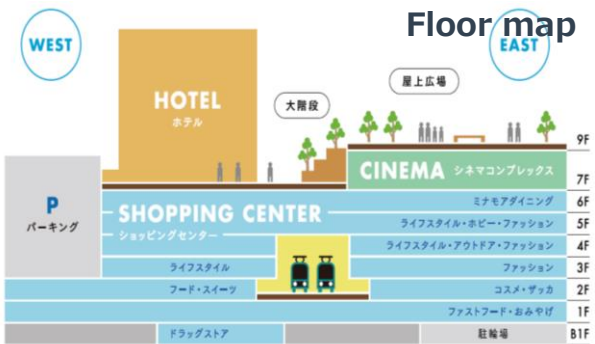 Floor map
WEST
EAST
HOTEL
ホテル
大階段
屋上広場
9F
CINEMA シネマコンプレックス
7F
P
パーキング
SHOPPING CENTER
ショッピングセンター
ミナモアダイニング 6F
ライフスタイル・ホビー・ファッション 5F
ライフスタイル・アウトドア・ファッション 4F
ライフスタイル
ファッション 3F
フード・スイーツ
コスメ・ザッカ 2F
ファストフード・おみやげ 1F
ドラッグストア
駐輪場 B1F